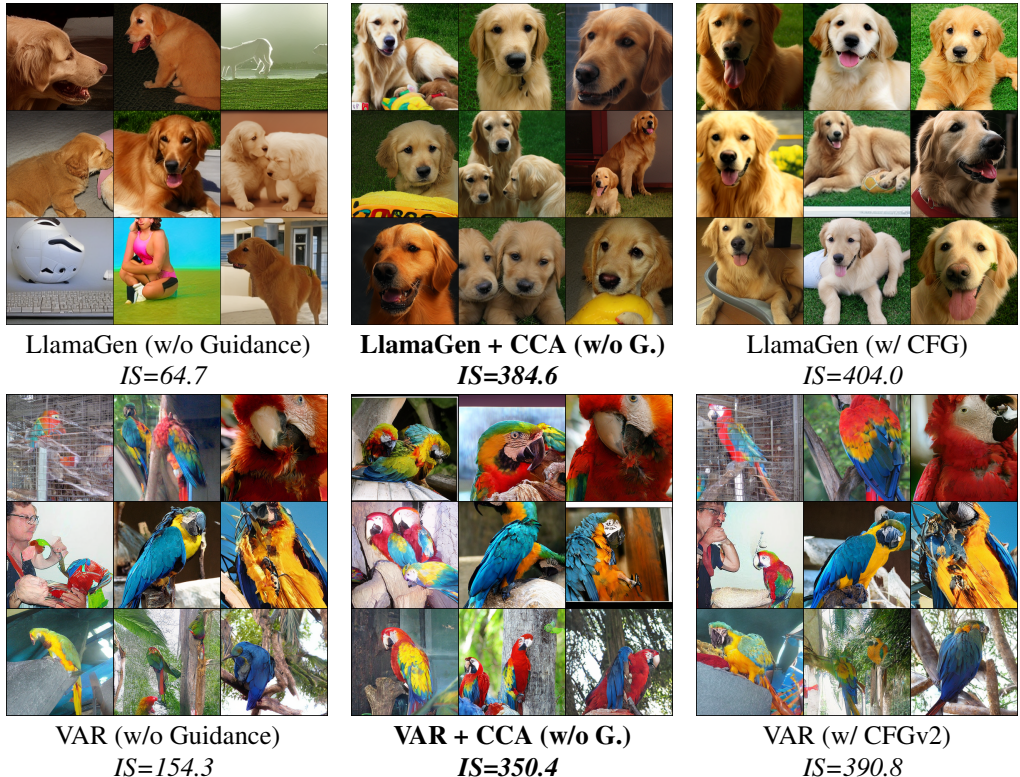 LlamaGen (w/o Guidance)
IS=64.7
LlamaGen + CCA (w/o G.)
IS=384.6
LlamaGen (w/ CFG)
IS=404.0
VAR (w/o Guidance)
IS=154.3
VAR + CCA (w/o G.)
IS=350.4
VAR (w/ CFGv2)
IS=390.8